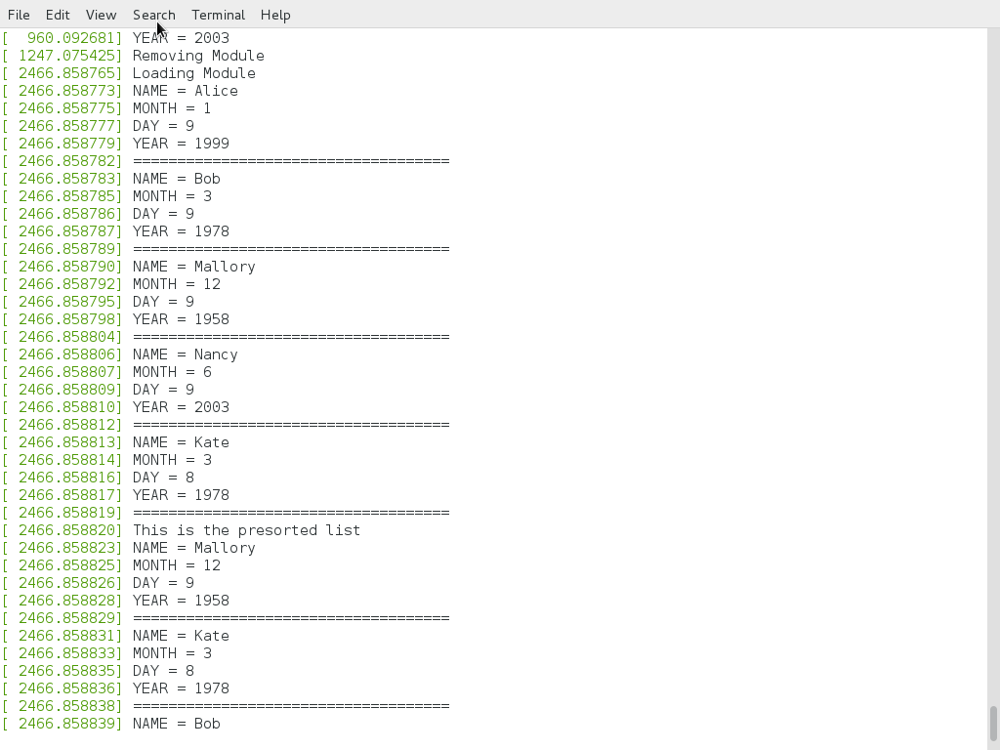 File Edit View Search Terminal Help
[  960.092681] YEAR = 2003
[ 1247.075425] Removing Module
[ 2466.858765] Loading Module
[ 2466.858773] NAME = Alice
[ 2466.858775] MONTH = 1
[ 2466.858777] DAY = 9
[ 2466.858779] YEAR = 1999
[ 2466.858782] ====================================
[ 2466.858783] NAME = Bob
[ 2466.858785] MONTH = 3
[ 2466.858786] DAY = 9
[ 2466.858787] YEAR = 1978
[ 2466.858789] ====================================
[ 2466.858790] NAME = Mallory
[ 2466.858792] MONTH = 12
[ 2466.858795] DAY = 9
[ 2466.858798] YEAR = 1958
[ 2466.858804] ====================================
[ 2466.858806] NAME = Nancy
[ 2466.858807] MONTH = 6
[ 2466.858809] DAY = 9
[ 2466.858810] YEAR = 2003
[ 2466.858812] ====================================
[ 2466.858813] NAME = Kate
[ 2466.858814] MONTH = 3
[ 2466.858816] DAY = 8
[ 2466.858817] YEAR = 1978
[ 2466.858819] ====================================
[ 2466.858820] This is the presorted list
[ 2466.858823] NAME = Mallory
[ 2466.858825] MONTH = 12
[ 2466.858826] DAY = 9
[ 2466.858828] YEAR = 1958
[ 2466.858829] ====================================
[ 2466.858831] NAME = Kate
[ 2466.858833] MONTH = 3
[ 2466.858835] DAY = 8
[ 2466.858836] YEAR = 1978
[ 2466.858838] ====================================
[ 2466.858839] NAME = Bob